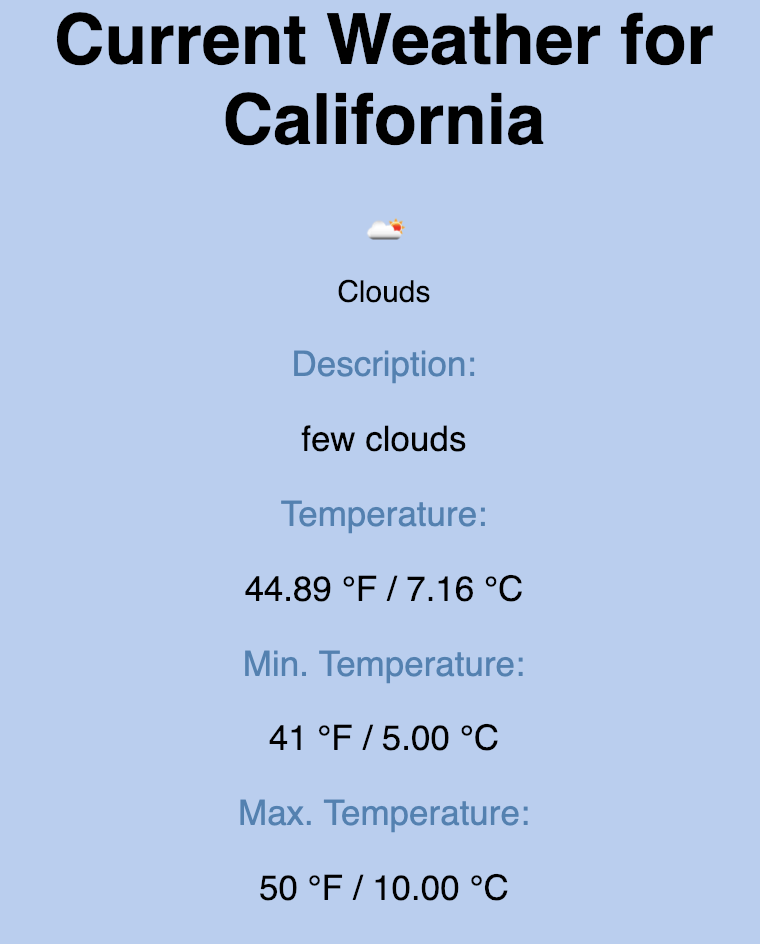 Current Weather for
California
Clouds
Description:
few clouds
Temperature:
44.89 °F / 7.16 °C
Min. Temperature:
41 °F / 5.00 °C
Max. Temperature:
50 °F / 10.00 °C